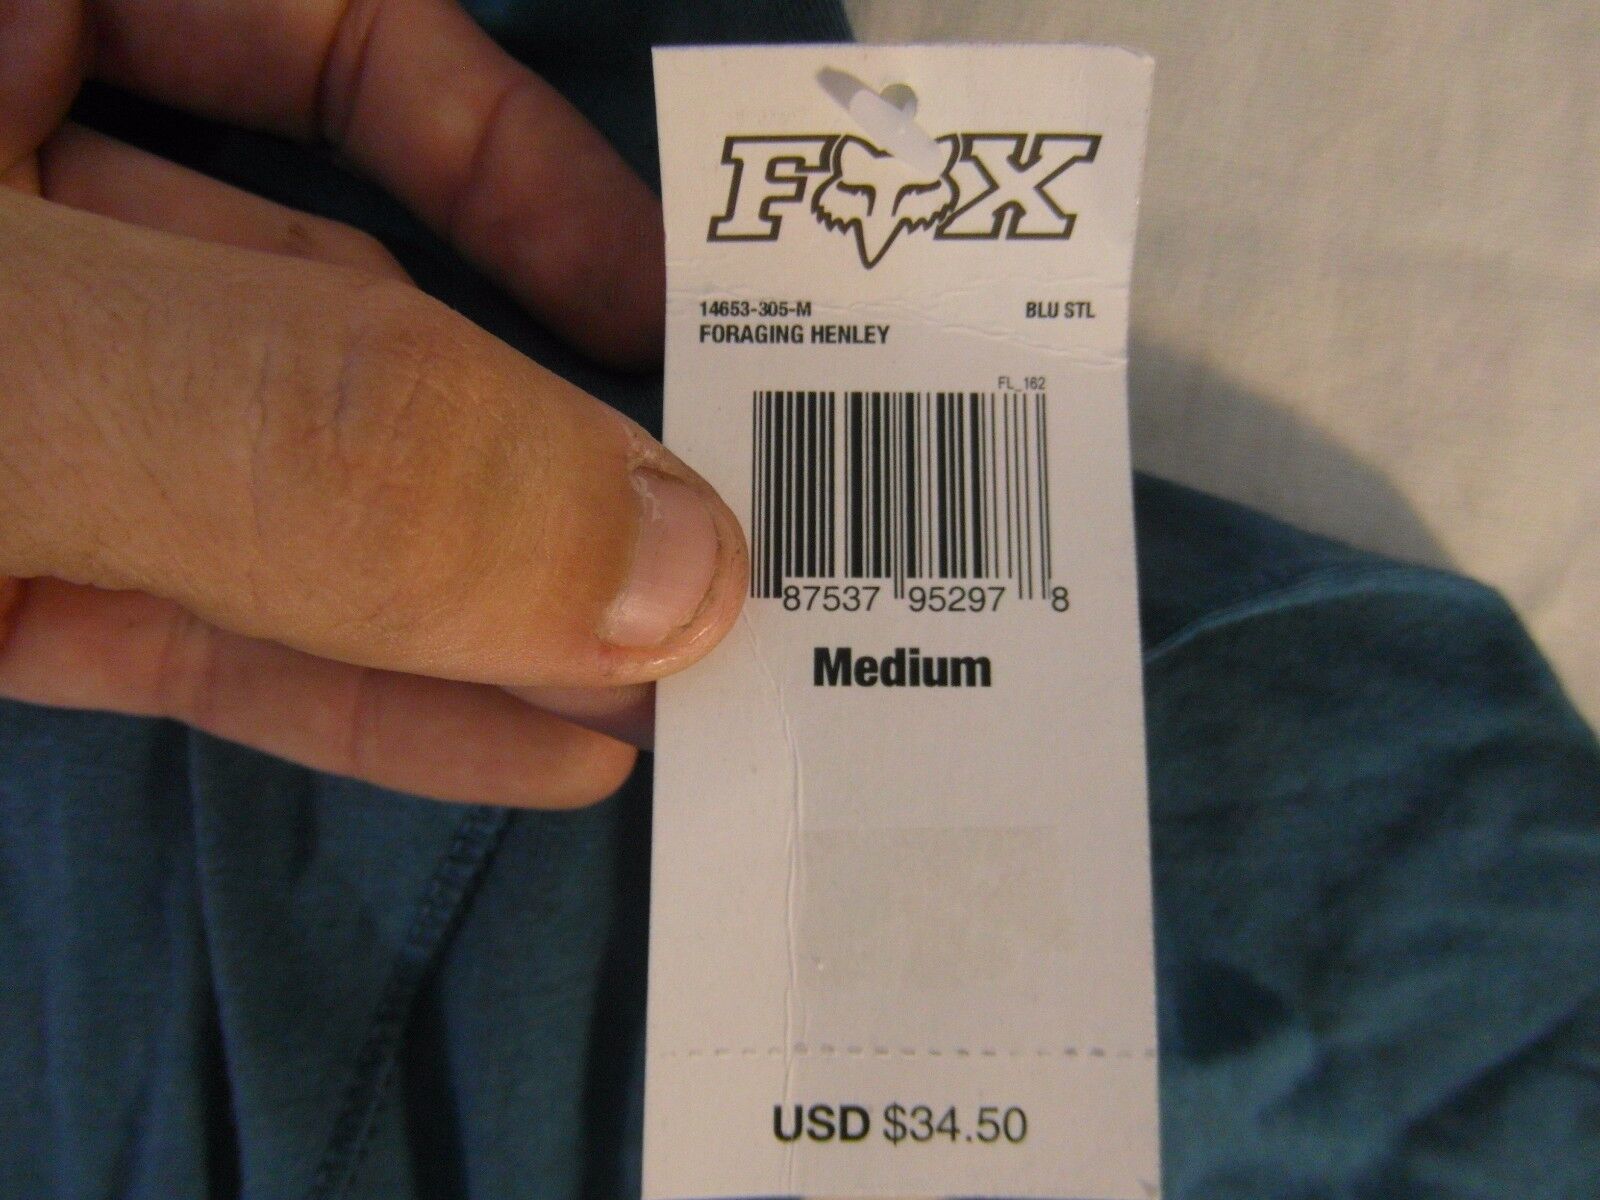 FOX
14653-305-M BLU STL
FORAGING HENLEY
FL_162
87537 95297 8
Medium
USD $34.50